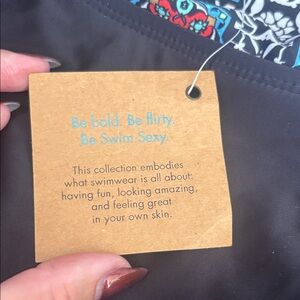 Be bold. Be flirty.
Be Swim Sexy.
This collection embodies
what swimwear is all about:
having fun, looking amazing,
and feeling great
in your own skin.